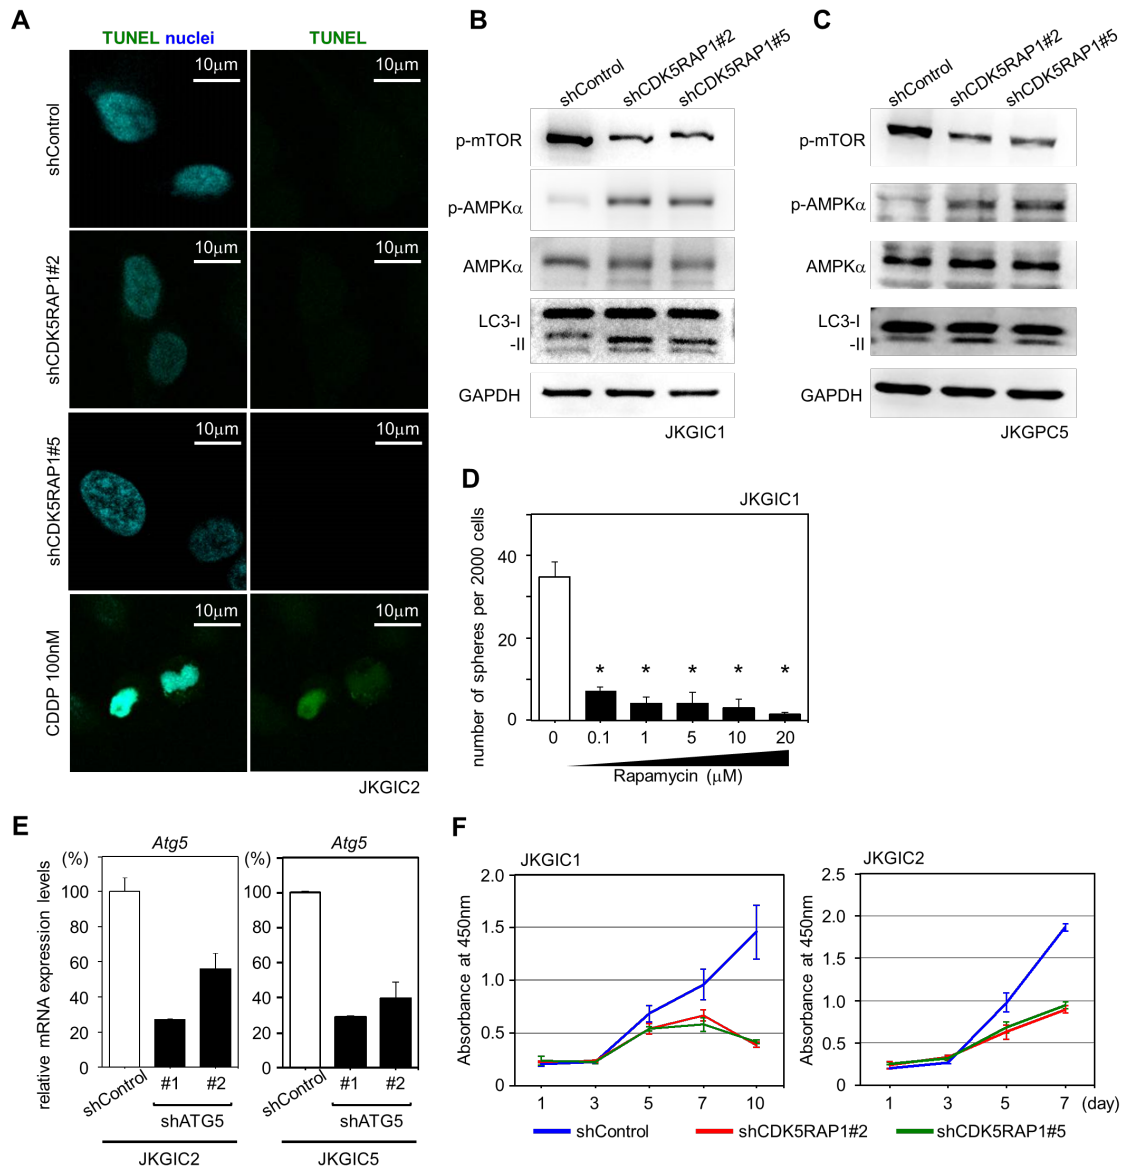 A
TUNEL nuclei
TUNEL
shControl
10μm
10μm
shCDK5RAP1#2
10μm
10μm
shCDK5RAP1#5
10μm
10μm
CDDP 100nM
10μm
10μm
JKGIC2
B
shControl
shCDK5RAP1#2
shCDK5RAP1#5
p-mTOR
p-AMPKα
AMPKα
LC3-I
-II
GAPDH
JKGIC1
C
shControl
shCDK5RAP1#2
shCDK5RAP1#5
p-mTOR
p-AMPKα
AMPKα
LC3-I
-II
GAPDH
JKGPC5
D
JKGIC1
number of spheres per 2000 cells
40
20
0
* * * * *
0 0.1 1 5 10 20
Rapamycin (μM)
E
relative mRNA expression levels
(%)
Atg5
100
80
60
40
20
0
shControl
#1 #2
shATG5
JKGIC2
(%)
Atg5
100
80
60
40
20
0
shControl
#1 #2
shATG5
JKGIC5
F
JKGIC1
Absorbance at 450nm
2.0
1.5
1.0
0.5
0
1 3 5 7 10
JKGIC2
Absorbance at 450nm
2.5
2.0
1.5
1.0
0.5
0
1 3 5 7 (day)
shControl shCDK5RAP1#2 shCDK5RAP1#5